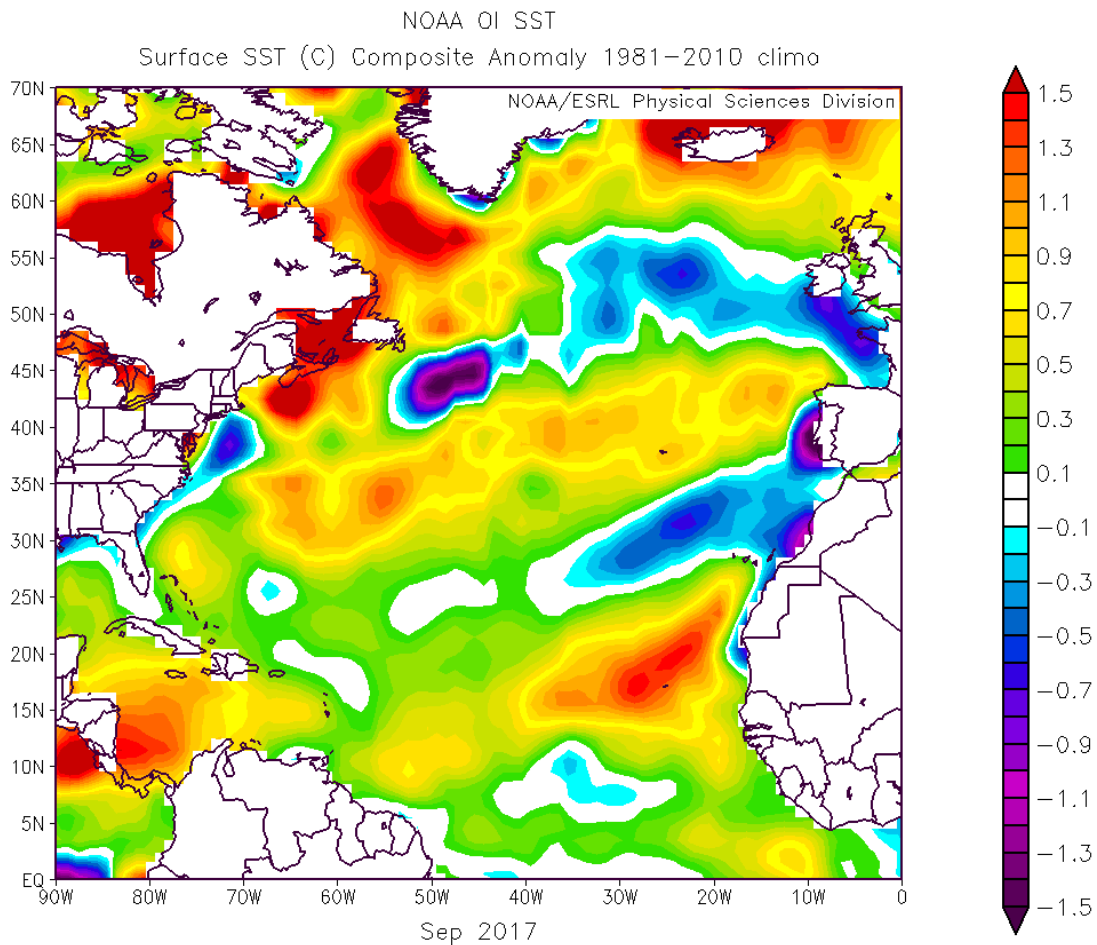 NOAA OI SST
Surface SST (C) Composite Anomaly 1981-2010 clima
NOAA/ESRL Physical Sciences Division
70N
65N
60N
55N
50N
45N
40N
35N
30N
25N
20N
15N
10N
5N
EQ
90W 80W 70W 60W 50W 40W 30W 20W 10W 0
Sep 2017
1.5
1.3
1.1
0.9
0.7
0.5
0.3
0.1
-0.1
-0.3
-0.5
-0.7
-0.9
-1.1
-1.3
-1.5